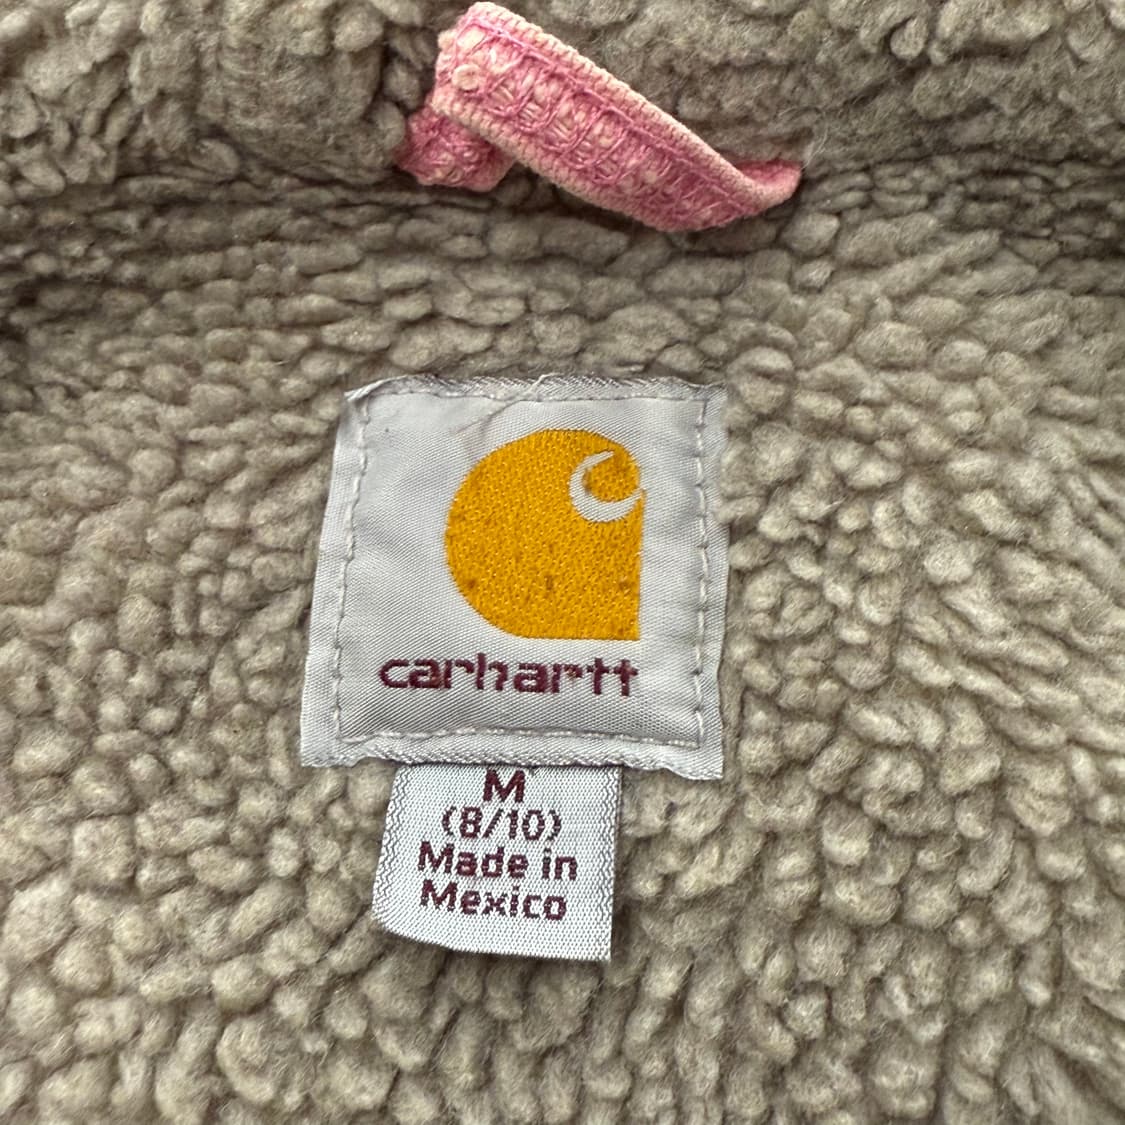 carhartt
M
(8/10)
Made in
Mexico